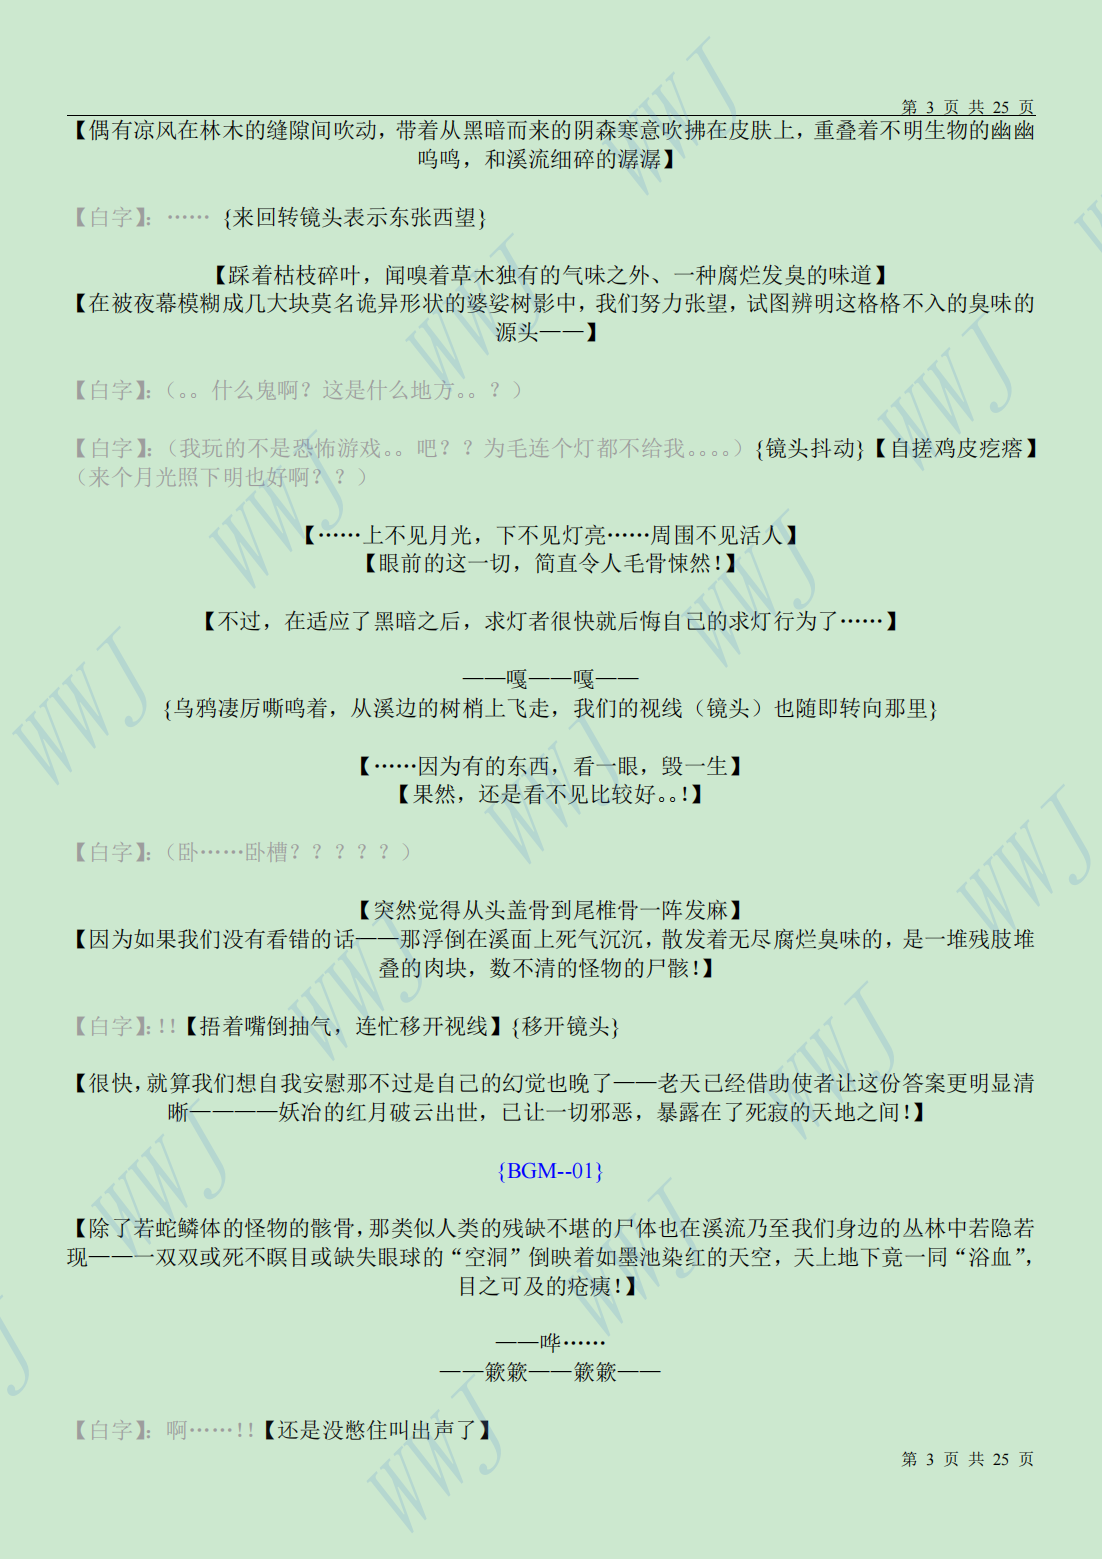 第 3 页 共 25 页
【偶有凉风在林木的缝隙间吹动，带着从黑暗而来的阴森寒意吹拂在皮肤上，重叠着不明生物的幽幽
呜鸣，和溪流细碎的潺潺】
【白字】：…… {来回转镜头表示东张西望}
【踩着枯枝碎叶，闻嗅着草木独有的气味之外、一种腐烂发臭的味道】
【在被夜幕模糊成几大块莫名诡异形状的婆娑树影中，我们努力张望，试图辨明这格格不入的臭味的
源头——】
【白字】：（。。什么鬼啊？这是什么地方。。？）
【白字】：（我玩的不是恐怖游戏。。吧？？为毛连个灯都不给我。。。。）{镜头抖动}【自搓鸡皮疙瘩】
（来个月光照下明也好啊？？）
【……上不见月光，下不见灯亮……周围不见活人】
【眼前的这一切，简直令人毛骨悚然！】
【不过，在适应了黑暗之后，求灯者很快就后悔自己的求灯行为了……】
——嘎——嘎——
{乌鸦凄厉嘶鸣着，从溪边的树梢上飞走，我们的视线（镜头）也随即转向那里}
【……因为有的东西，看一眼，毁一生】
【果然，还是看不见比较好。。！】
【白字】：（卧……卧槽？？？？？）
【突然觉得从头盖骨到尾椎骨一阵发麻】
【因为如果我们没有看错的话——那浮倒在溪面上死气沉沉，散发着无尽腐烂臭味的，是一堆残肢堆
叠的肉块，数不清的怪物的尸骸！】
【白字】：！！【捂着嘴倒抽气，连忙移开视线】{移开镜头}
【很快，就算我们想自我安慰那不过是自己的幻觉也晚了——老天已经借助使者让这份答案更明显清
晰————妖冶的红月破云出世，已让一切邪恶，暴露在了死寂的天地之间！】
{BGM--01}
【除了若蛇鳞体的怪物的骸骨，那类似人类的残缺不堪的尸体也在溪流乃至我们身边的丛林中若隐若
现——一双双或死不瞑目或缺失眼球的“空洞”倒映着如墨池染红的天空，天上地下竟一同“浴血”，
目之可及的疮痍！】
——哗……
——簌簌——簌簌——
【白字】：啊……！！【还是没憋住叫出声了】
第 3 页 共 25 页
WWJ
WWJ
WWJ
WWJ
WWJ
WWJ
WWJ
WWJ
WWJ
WWJ
WWJ
WWJ
WWJ